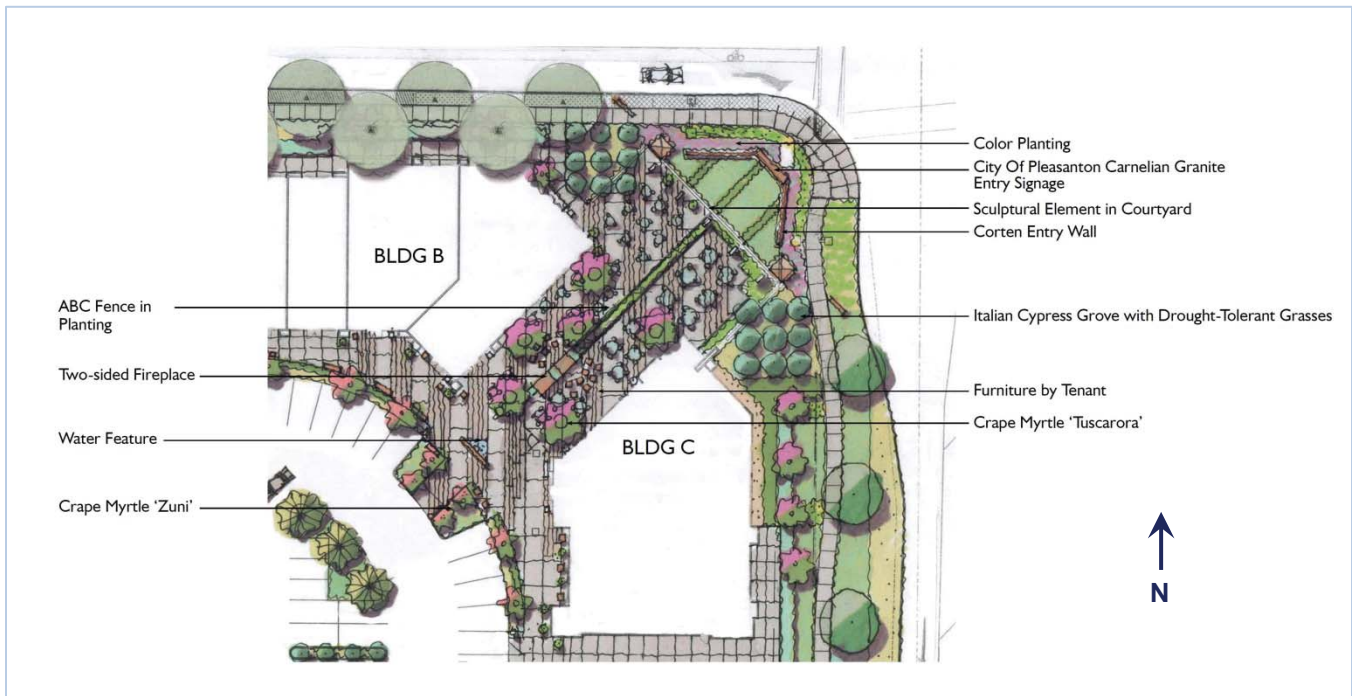 Color Planting
City Of Pleasanton Carnelian Granite
Entry Signage
Sculptural Element in Courtyard
Corten Entry Wall
BLDG B
ABC Fence in
Planting
Italian Cypress Grove with Drought-Tolerant Grasses
Two-sided Fireplace
Furniture by Tenant
Crape Myrtle ‘Tuscarora’
Water Feature
BLDG C
Crape Myrtle ‘Zuni’
N